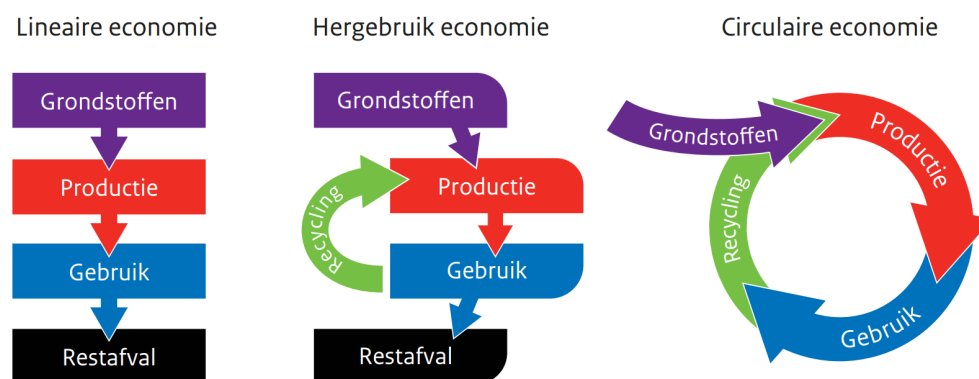 Lineaire economie
Grondstoffen
Productie
Gebruik
Restafval
Hergebruik economie
Grondstoffen
Productie
Recycling
Gebruik
Restafval
Circulaire economie
Grondstoffen
Productie
Gebruik
Recycling